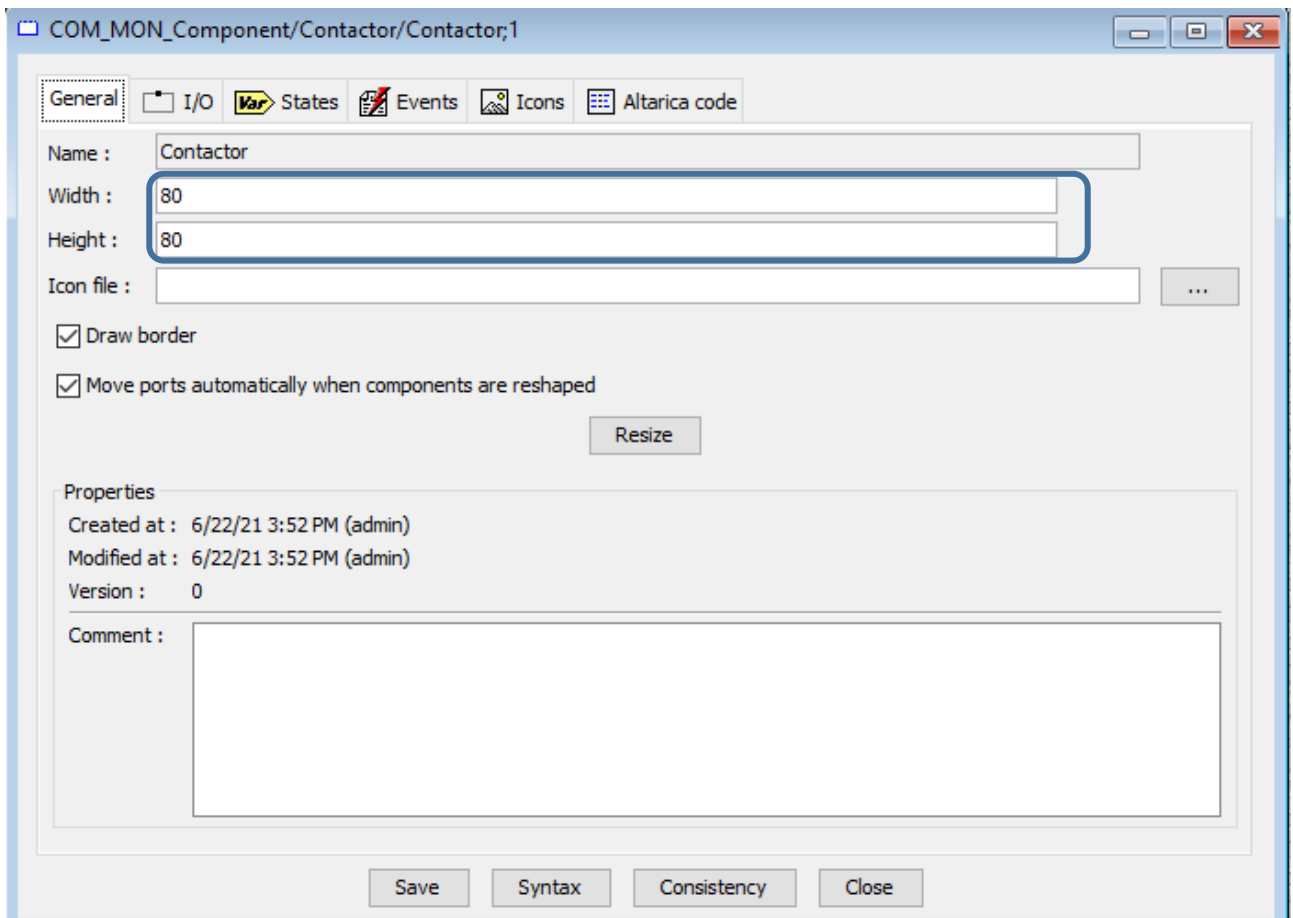 COM_MON_Component/Contactor/Contactor;1
General I/O Var States Events Icons Altarica code
Name : Contactor
Width : 80
Height : 80
Icon file : ...
Draw border
Move ports automatically when components are reshaped
Resize
Properties
Created at : 6/22/21 3:52 PM (admin)
Modified at : 6/22/21 3:52 PM (admin)
Version : 0
Comment :
Save Syntax Consistency Close